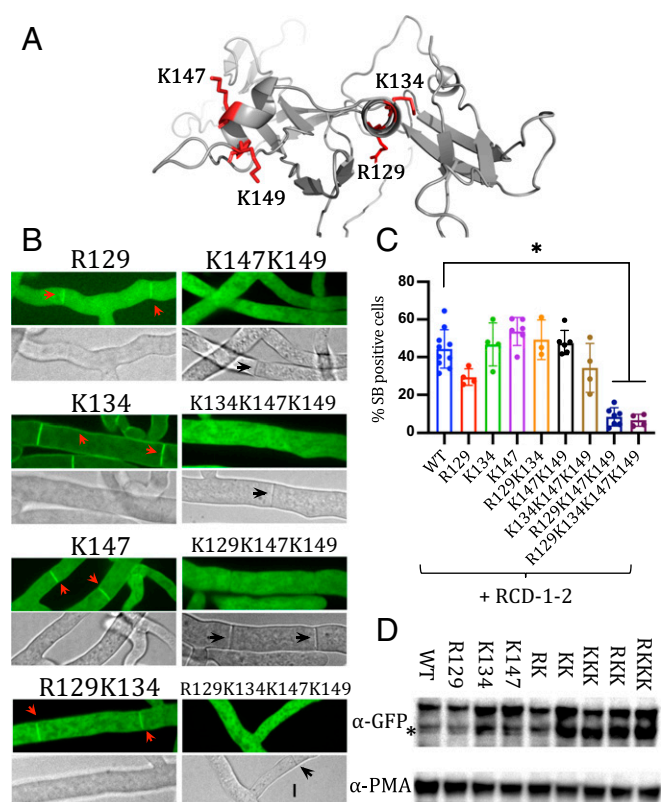 A
K147
K134
K149
R129
B
R129
K147K149
K134
K134K147K149
K147
K129K147K149
R129K134
R129K134K147K149
C
*
% SB positive cells
80
60
40
20
0
WT
R129
K134
K147
R129K134
K147K149
K134K147K149
R129K147K149
R129K134K147K149
+ RCD-1-2
D
WT
R129
K134
K147
RK
KK
KKK
RKK
RKKK
α-GFP
*
α-PMA